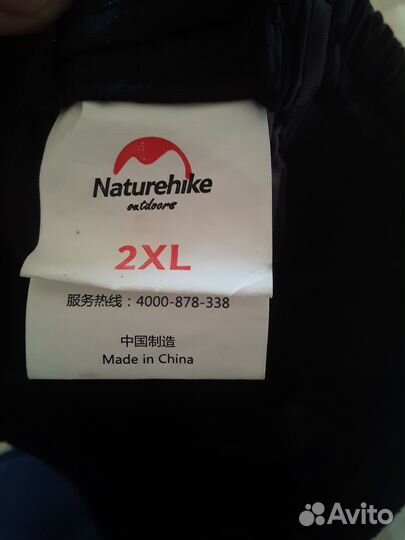 Naturehike
outdoors
2XL
服务热线：4000-878-338
中国制造
Made in China
Avito